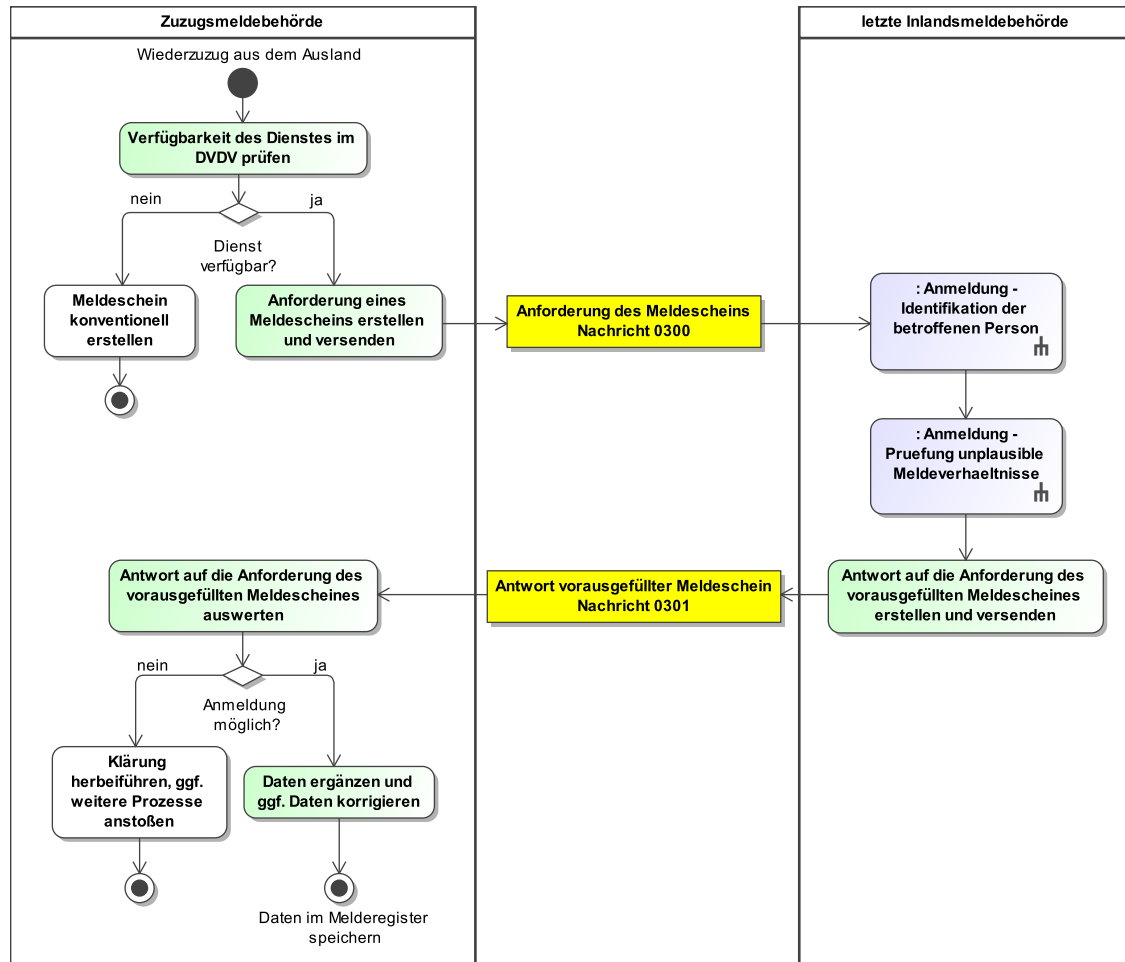 Zuzugsmeldebehörde
letzte Inlandsmeldebehörde
Wiederzuzug aus dem Ausland
Verfügbarkeit des Dienstes im
DVDV prüfen
nein
ja
Dienst
verfügbar?
Meldeschein
konventionell
erstellen
Anforderung eines
Meldescheins erstellen
und versenden
Anforderung des Meldescheins
Nachricht 0300
: Anmeldung -
Identifikation der
betroffenen Person
: Anmeldung -
Pruefung unplausible
Meldeverhaeltnisse
Antwort auf die Anforderung des
vorausgefüllten Meldescheines
erstellen und versenden
Antwort vorausgefüllter Meldeschein
Nachricht 0301
Antwort auf die Anforderung des
vorausgefüllten Meldescheines
auswerten
nein
ja
Anmeldung
möglich?
Klärung
herbeiführen, ggf.
weitere Prozesse
anstoßen
Daten ergänzen und
ggf. Daten korrigieren
Daten im Melderegister
speichern